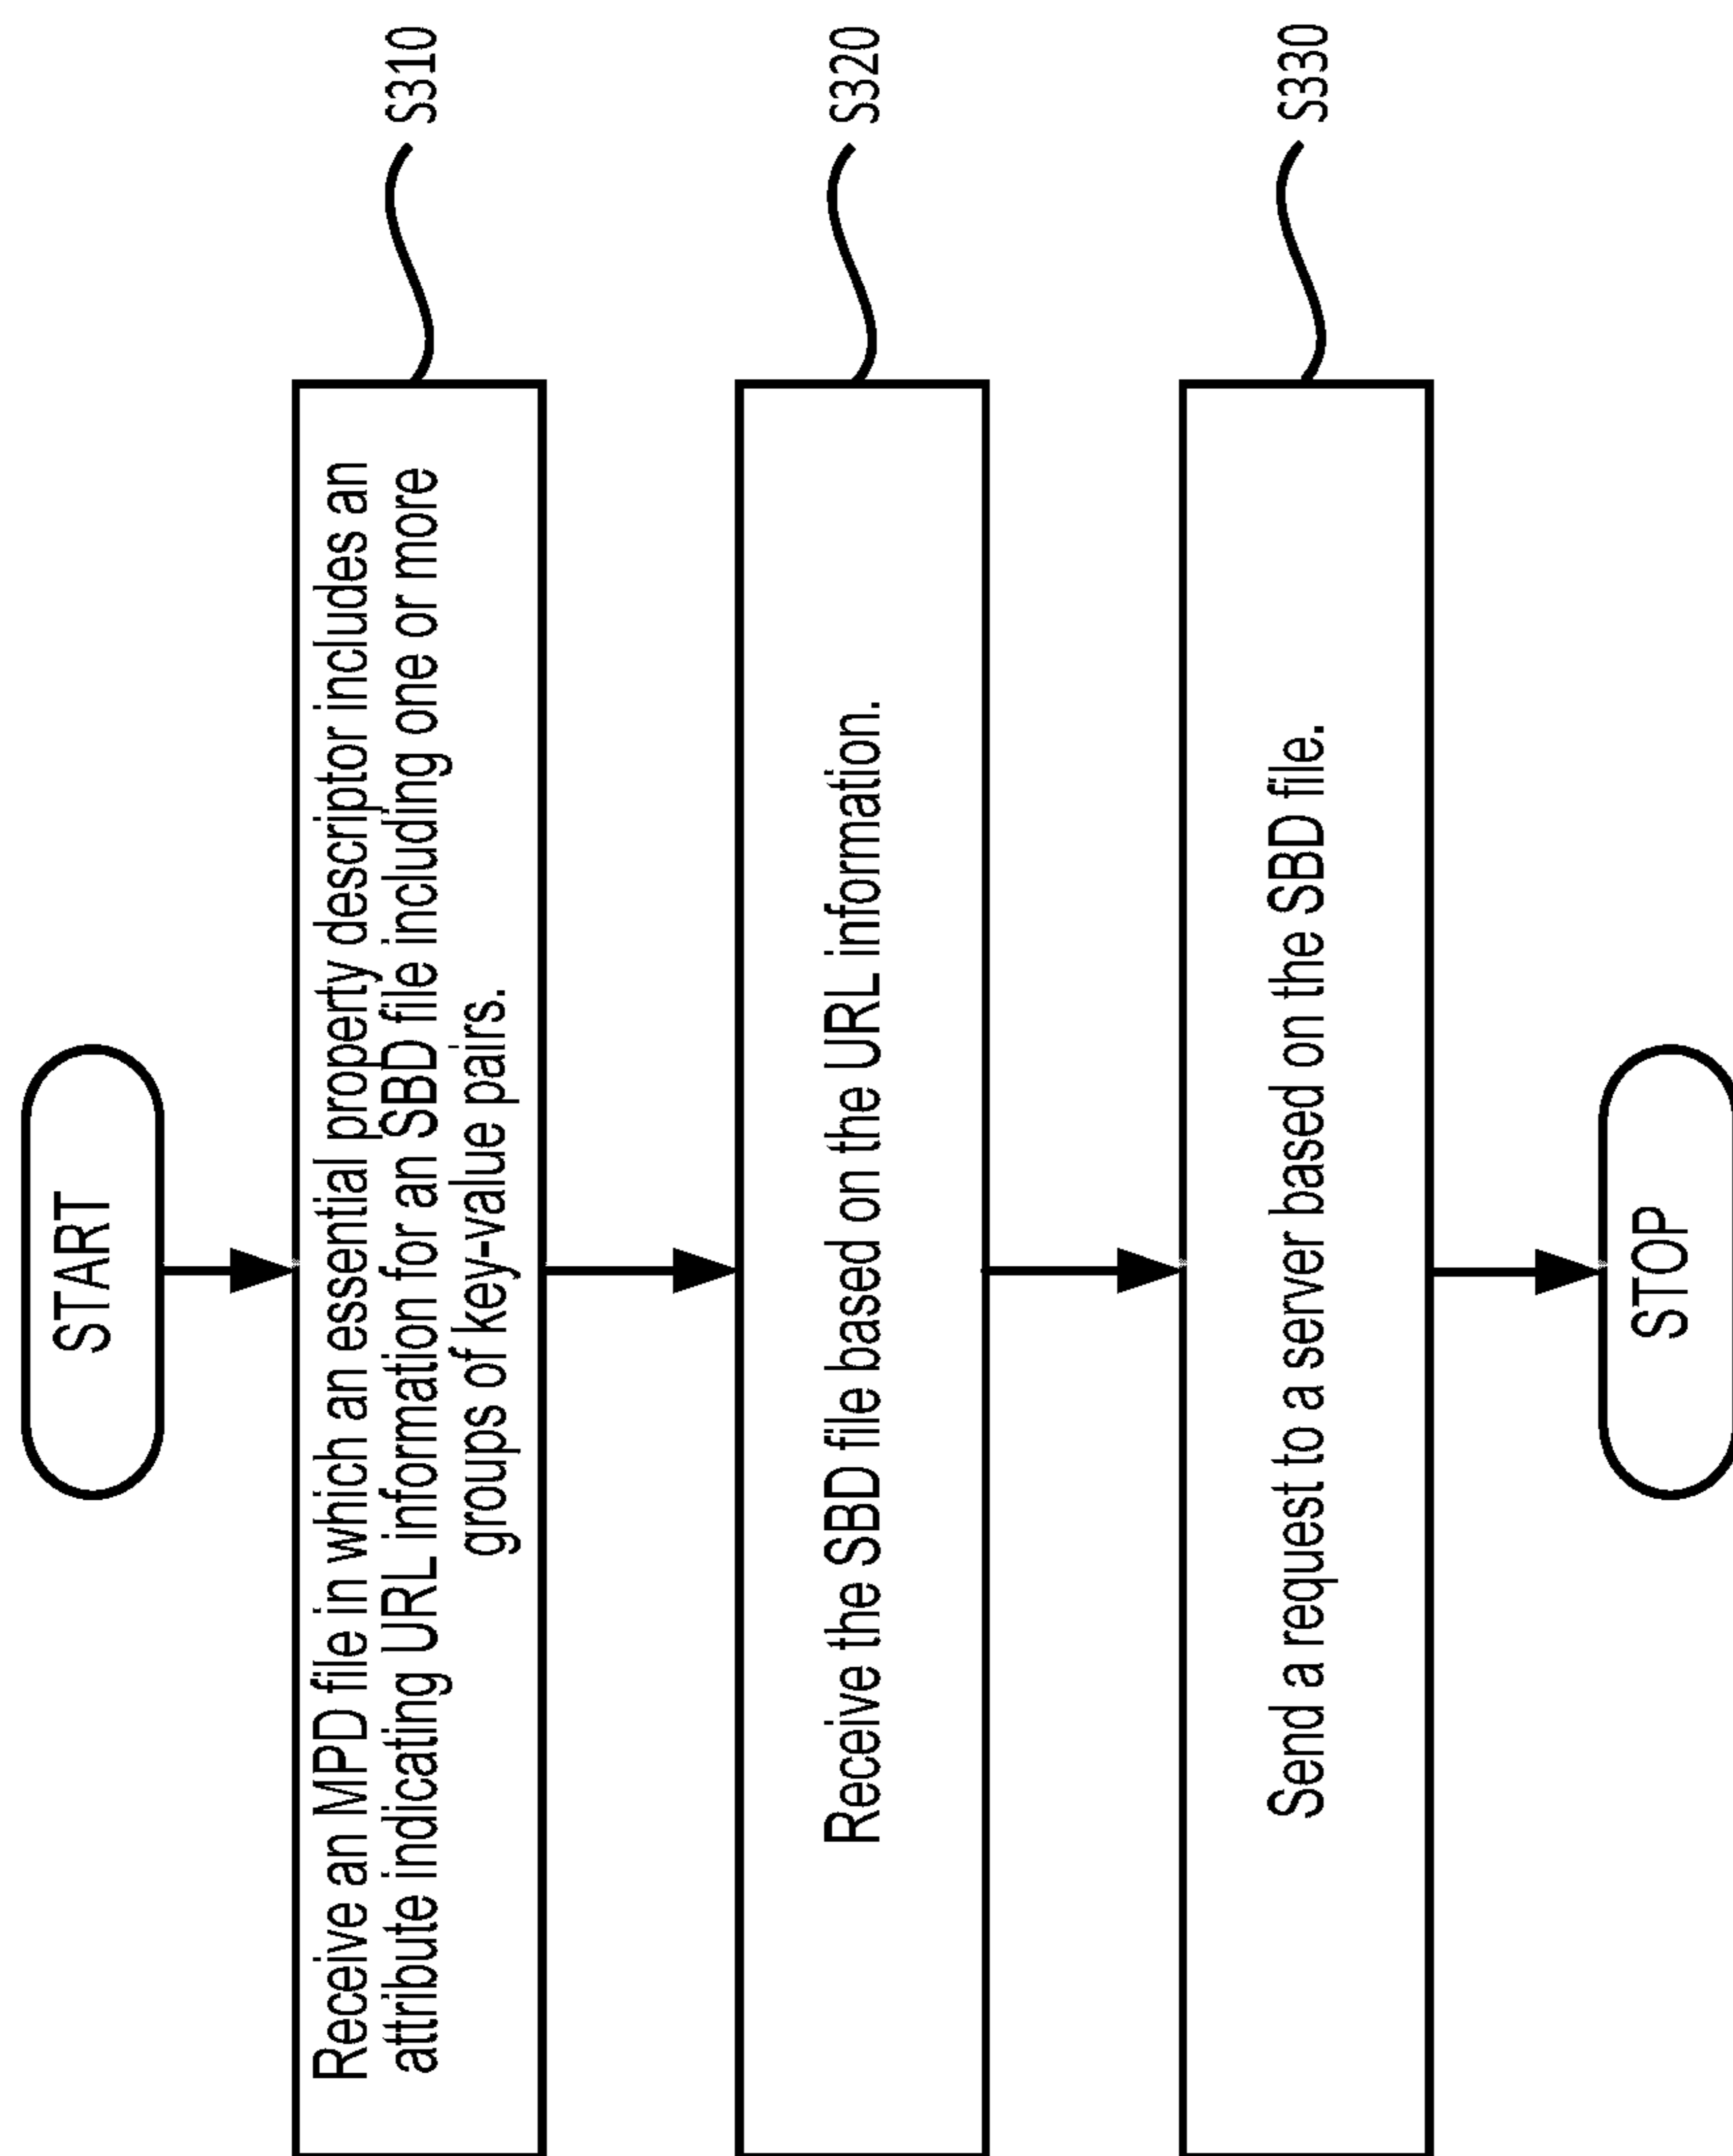 START
Receive an MPD file in which an essential property descriptor includes an
attribute indicating URL information for an SBD file including one or more
groups of key-value pairs.
S310
Receive the SBD file based on the URL information.
S320
Send a request to a server based on the SBD file.
S330
STOP